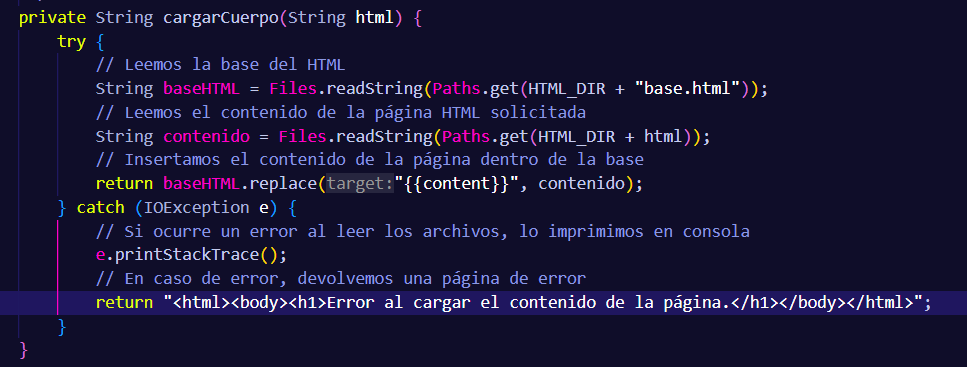 private String cargarCuerpo(String html) {
try {
// Leemos la base del HTML
String baseHTML = Files.readString(Paths.get(HTML_DIR + "base.html"));
// Leemos el contenido de la página HTML solicitada
String contenido = Files.readString(Paths.get(HTML_DIR + html));
// Insertamos el contenido de la página dentro de la base
return baseHTML.replace(target:"{{content}}", contenido);
} catch (IOException e) {
// Si ocurre un error al leer los archivos, lo imprimimos en consola
e.printStackTrace();
// En caso de error, devolvemos una página de error
return "<html><body><h1>Error al cargar el contenido de la página.</h1></body></html>";
}
}